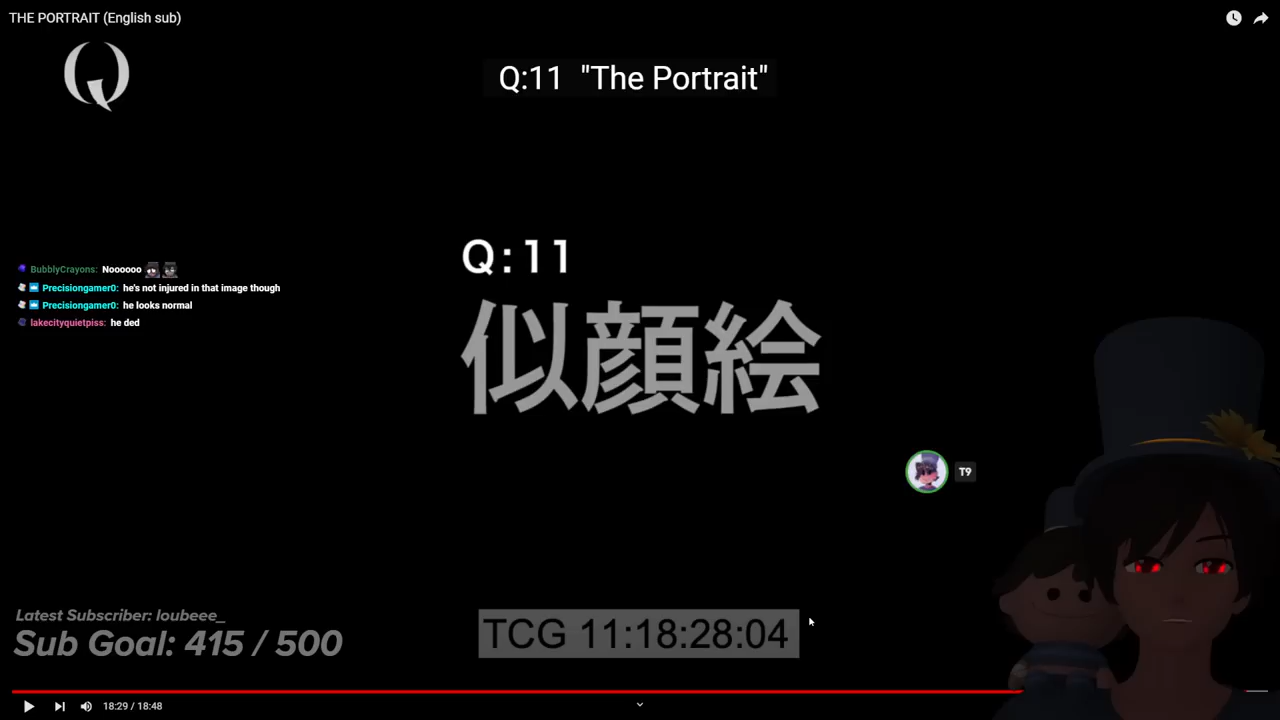 THE PORTRAIT (English sub)
Q
Q:11 "The Portrait"
Q:11
似顔絵
BubblyCrayons: Noooooo
Precisiongamer0: he's not injured in that image though
Precisiongamer0: he looks normal
lakecityquietpiss: he ded
T9
Latest Subscriber: loubeee_
Sub Goal: 415 / 500
TCG 11:18:28:04
18:29 / 18:48